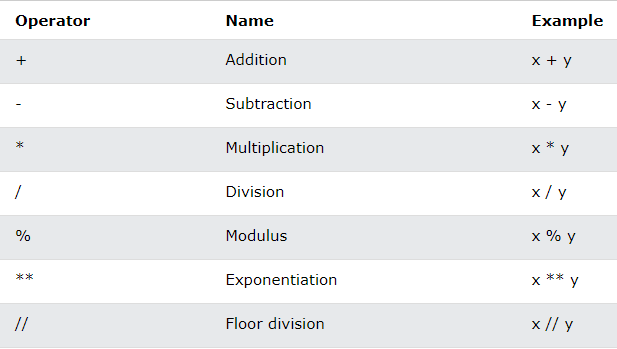 Operator Name Example
+ Addition x + y
- Subtraction x - y
* Multiplication x * y
/ Division x / y
% Modulus x % y
** Exponentiation x ** y
// Floor division x // y